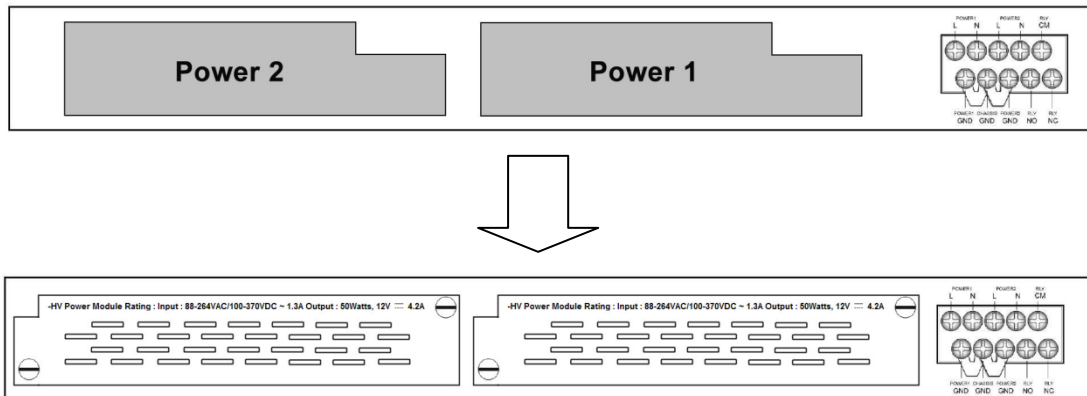 POWER1 POWER2 RLY
L N L N CM
Power 2 Power 1
POWER1 CHASSIS POWER2 RLY RLY
GND GND GND NO NC
POWER1 POWER2 RLY
L N L N CM
-HV Power Module Rating : Input : 88-264VAC/100-370VDC ~ 1.3A Output : 50Watts, 12V ⎓ 4.2A
-HV Power Module Rating : Input : 88-264VAC/100-370VDC ~ 1.3A Output : 50Watts, 12V ⎓ 4.2A
POWER1 CHASSIS POWER2 RLY RLY
GND GND GND NO NC